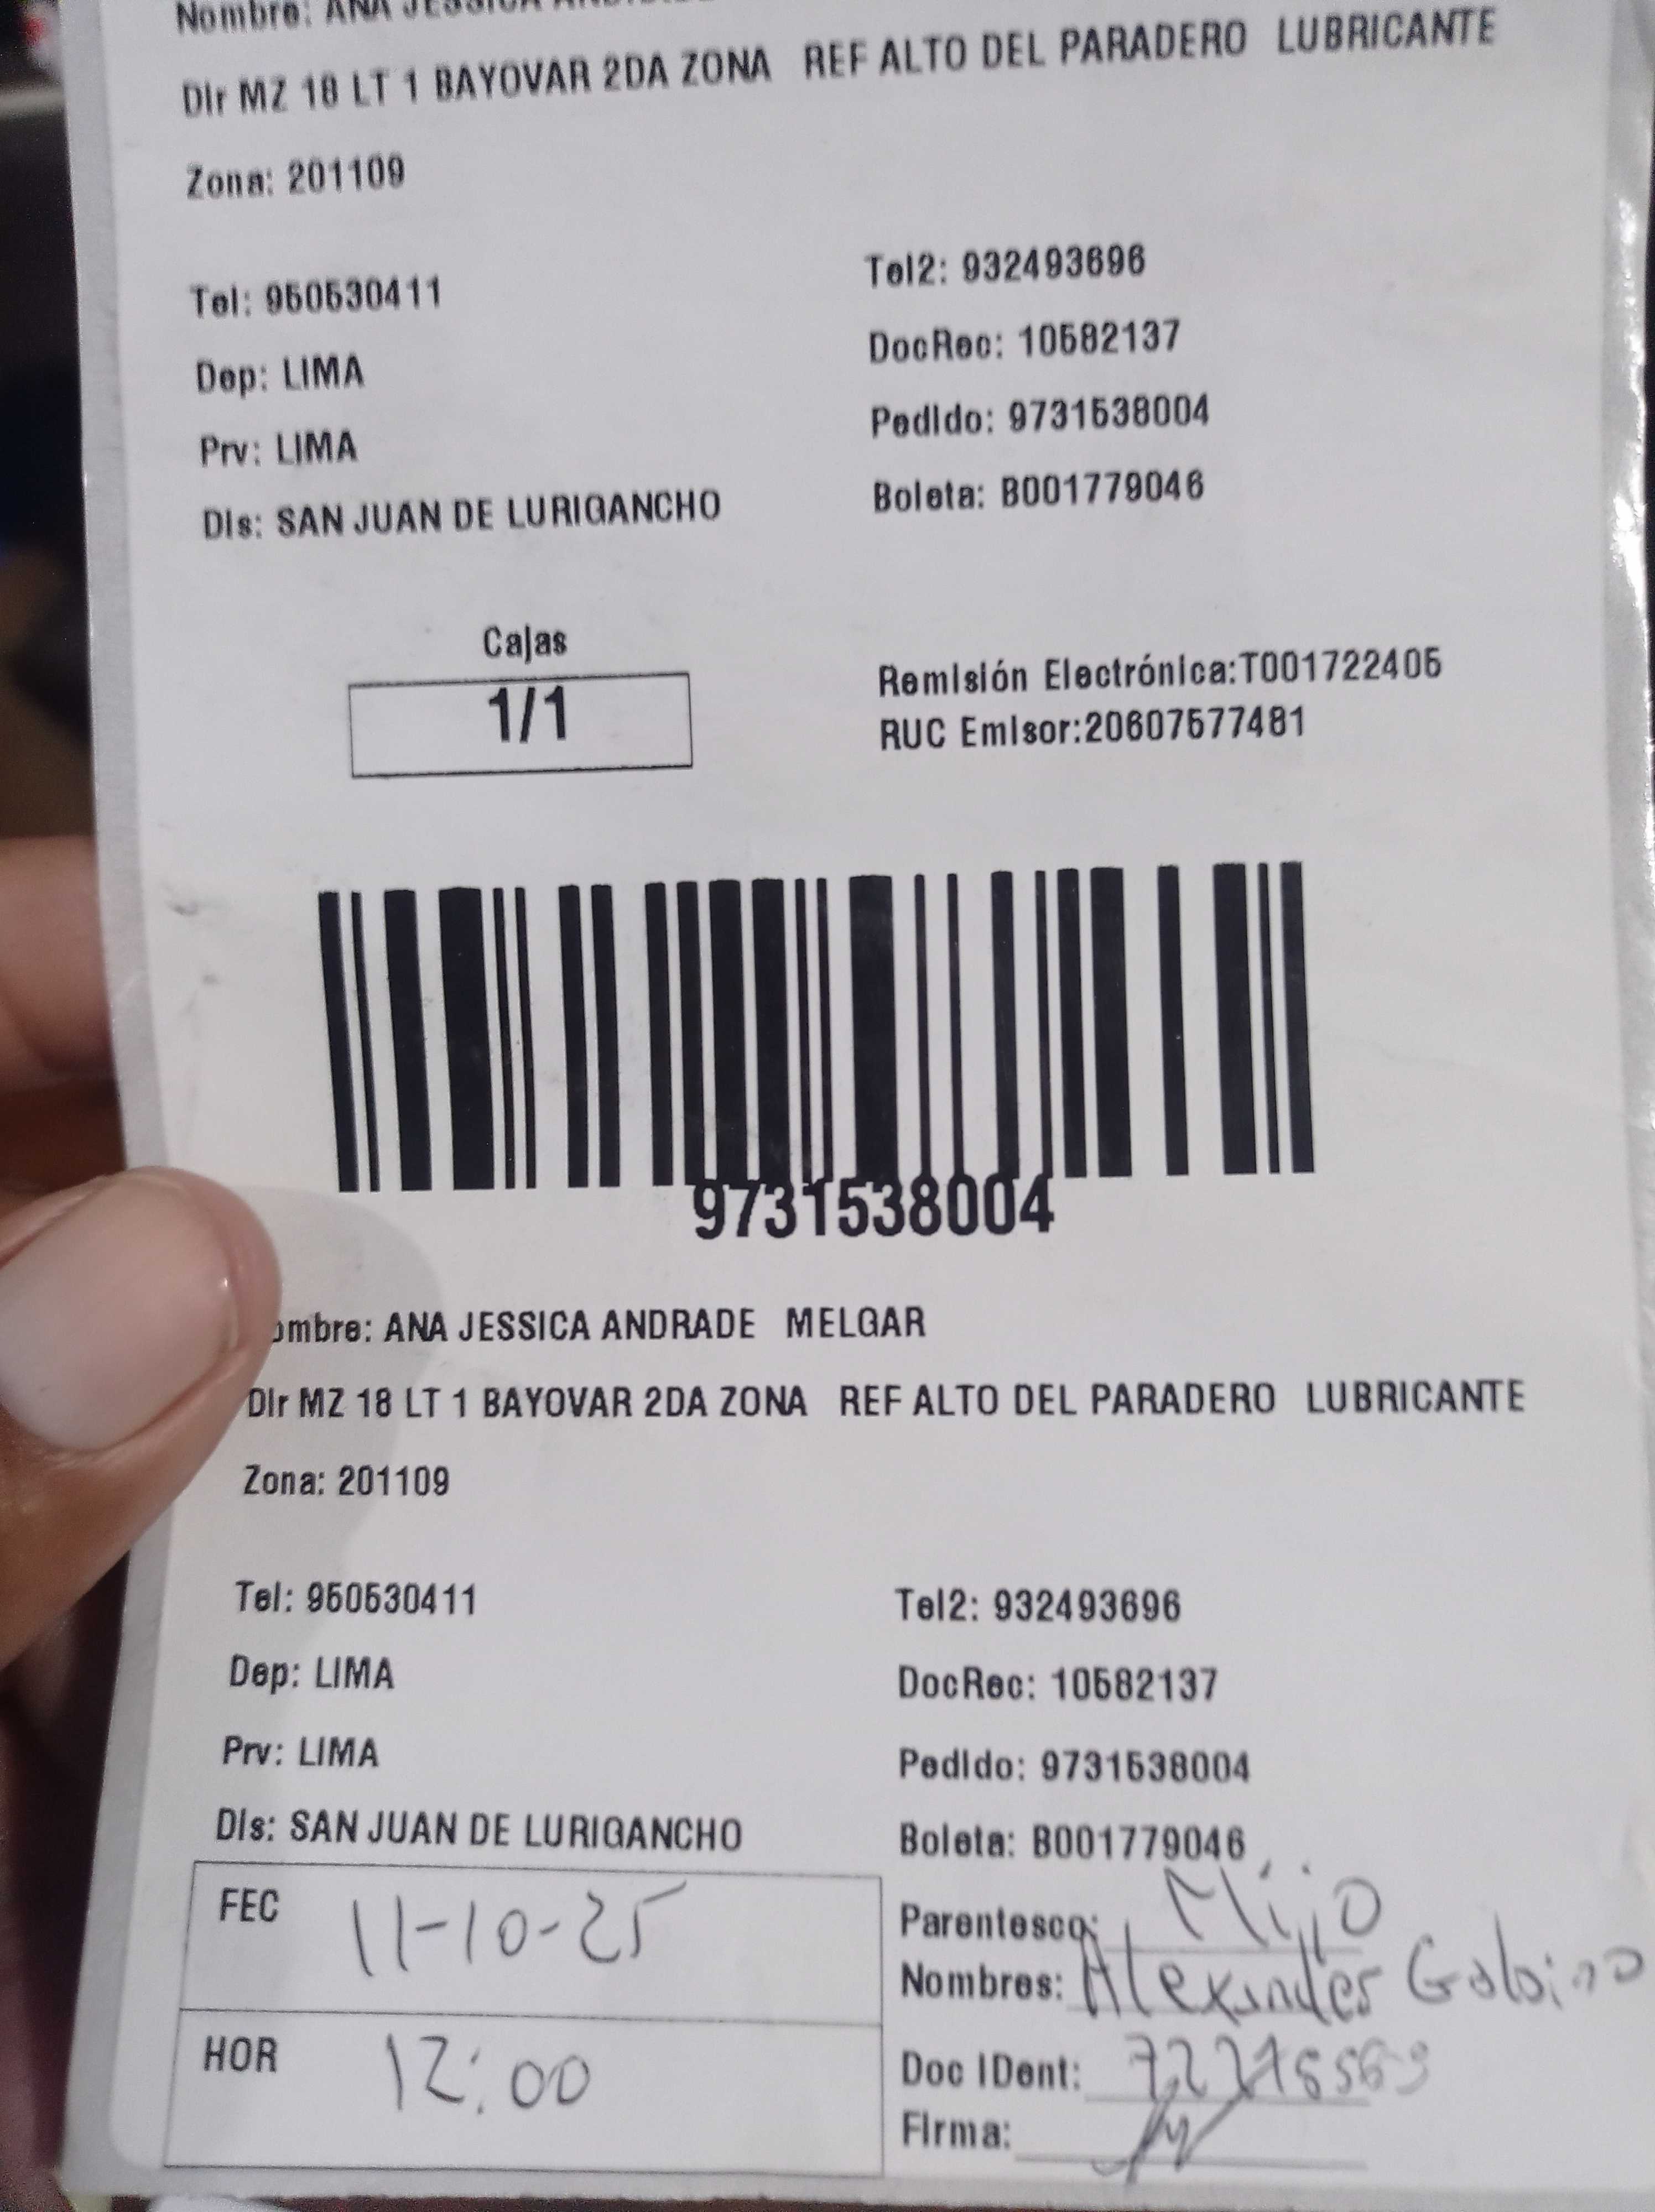 Nombre: ANA JESSICA ANDRADE
Dir MZ 18 LT 1 BAYOVAR 2DA ZONA REF ALTO DEL PARADERO LUBRICANTE
Zona: 201109
Tel: 950530411
Tel2: 932493696
Dep: LIMA
DocRec: 10582137
Prv: LIMA
Pedido: 9731538004
Dis: SAN JUAN DE LURIGANCHO
Boleta: B001779046
Cajas
1/1
Remisión Electrónica:T001722405
RUC Emisor:20607577481
9731538004
ombre: ANA JESSICA ANDRADE MELGAR
Dir MZ 18 LT 1 BAYOVAR 2DA ZONA REF ALTO DEL PARADERO LUBRICANTE
Zona: 201109
Tel: 950530411
Tel2: 932493696
Dep: LIMA
DocRec: 10582137
Prv: LIMA
Pedido: 9731538004
Dis: SAN JUAN DE LURIGANCHO
Boleta: B001779046
FEC 11-10-25
Parentesco: Mijo
Nombres: Alexander
HOR 12:00
Doc IDent:
Firma: